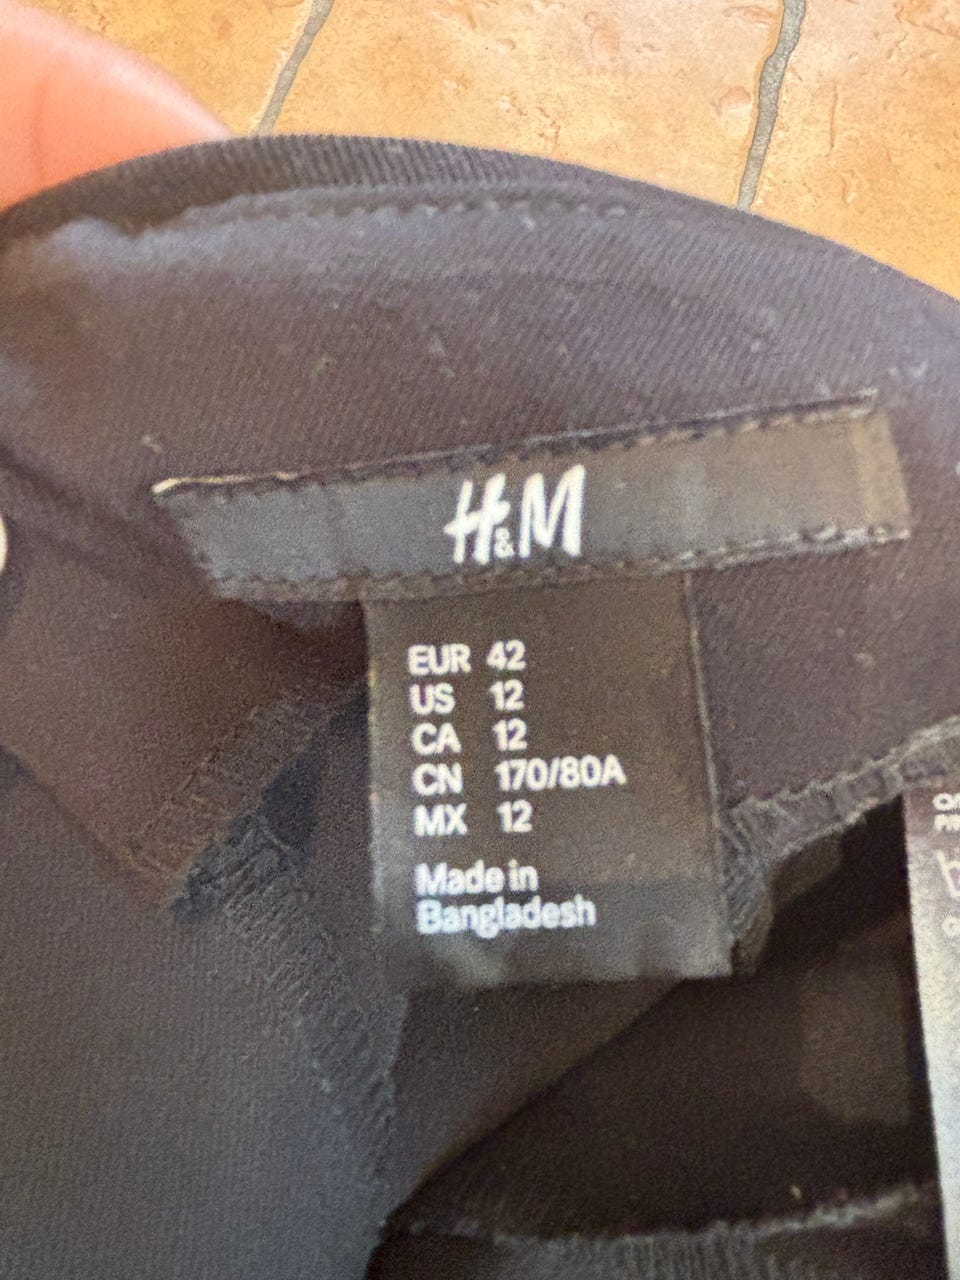 H&M
EUR 42
US 12
CA 12
CN 170/80A
MX 12
Made in
Bangladesh